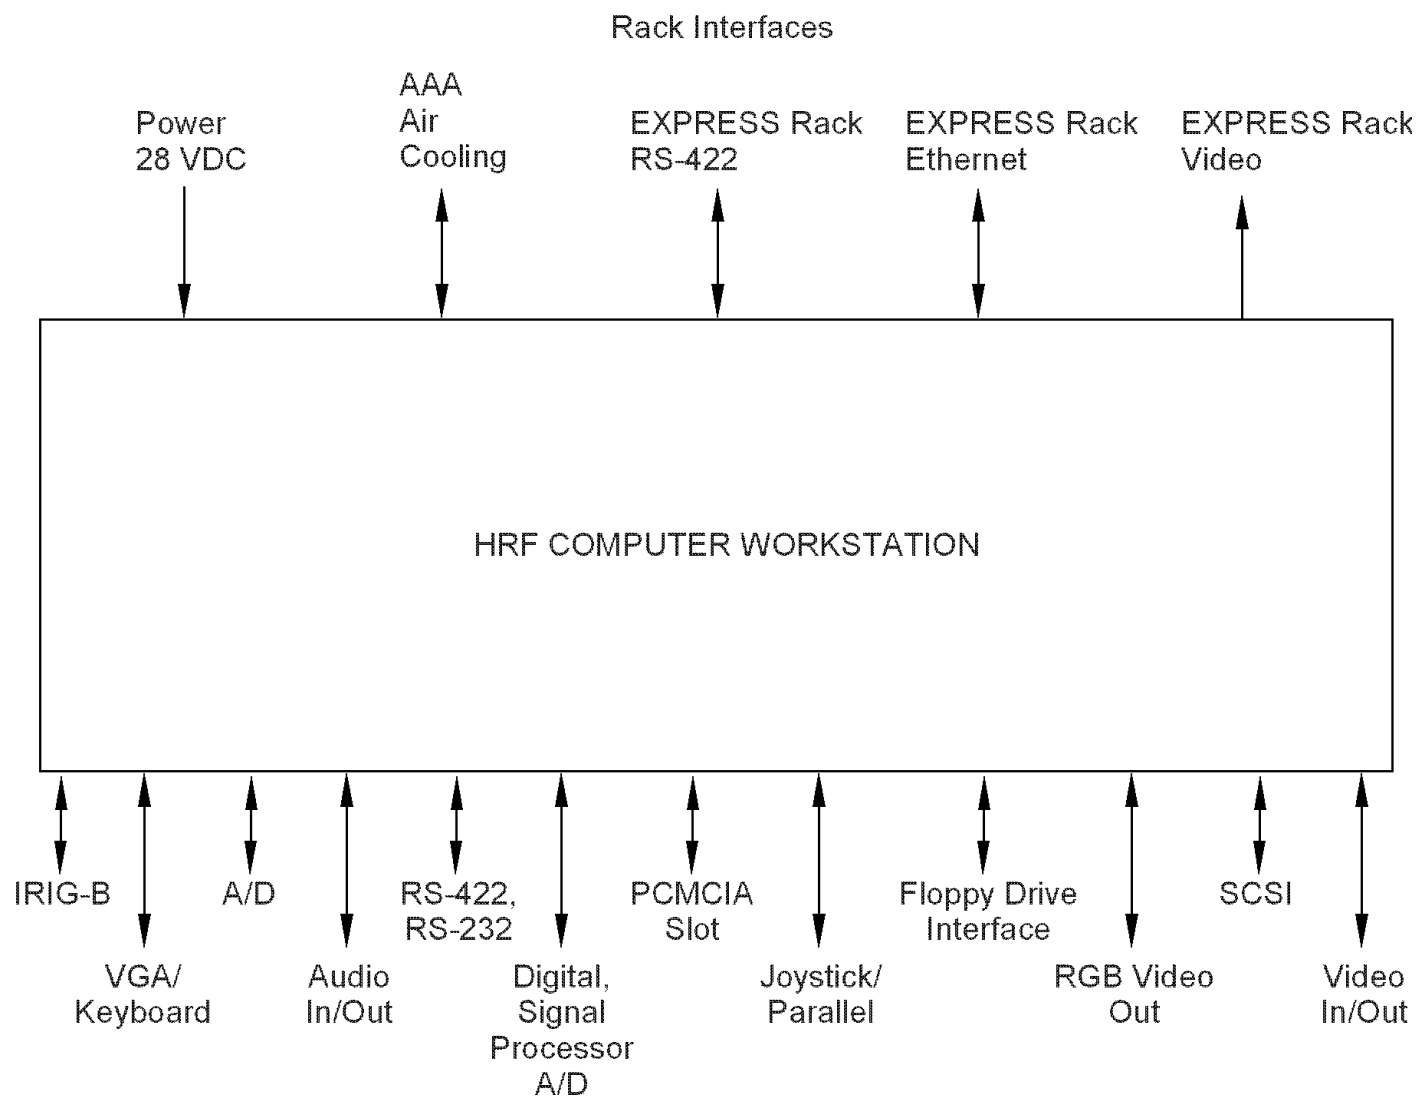 Rack Interfaces
Power
28 VDC
AAA
Air
Cooling
EXPRESS Rack
RS-422
EXPRESS Rack
Ethernet
EXPRESS Rack
Video
HRF COMPUTER WORKSTATION
IRIG-B
VGA/
Keyboard
A/D
Audio
In/Out
RS-422,
RS-232
Digital,
Signal
Processor
A/D
PCMCIA
Slot
Joystick/
Parallel
Floppy Drive
Interface
RGB Video
Out
SCSI
Video
In/Out